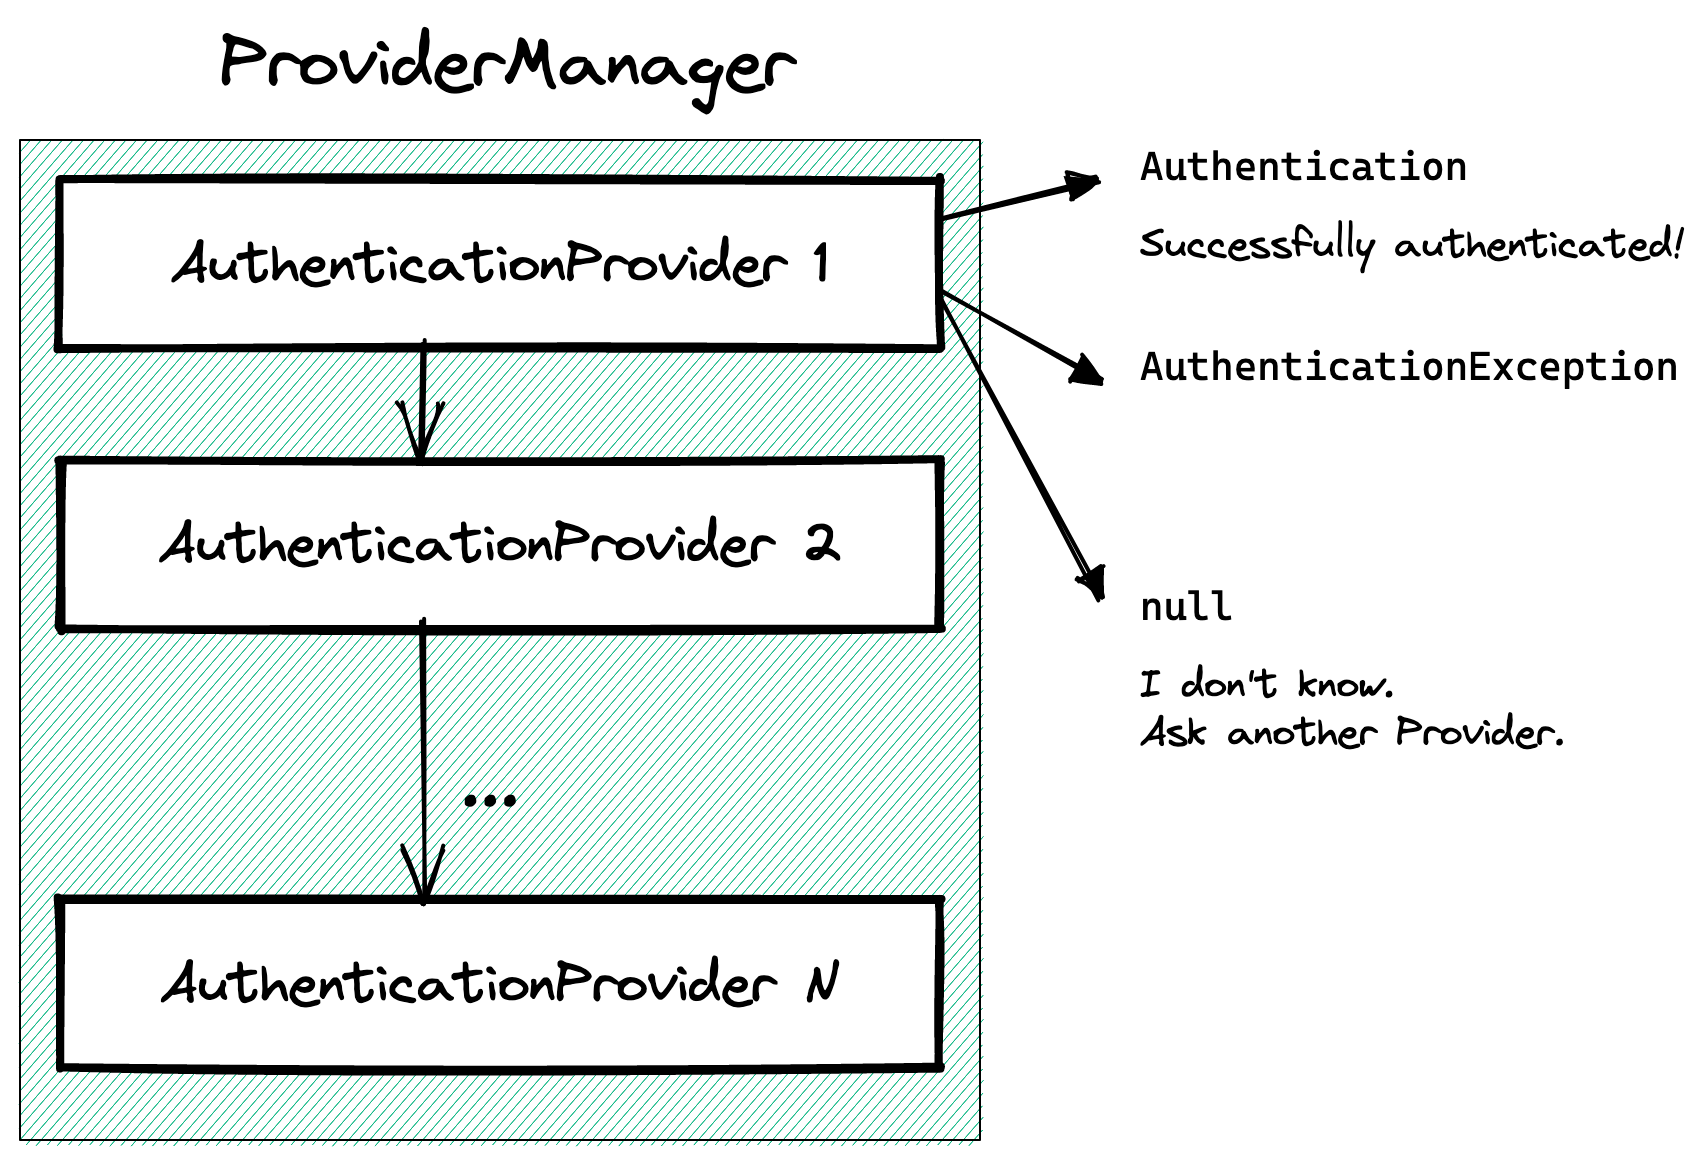 ProviderManager
AuthenticationProvider 1
Authentication
Successfully authenticated!
AuthenticationException
AuthenticationProvider 2
null
I don't know.
Ask another Provider.
...
AuthenticationProvider N